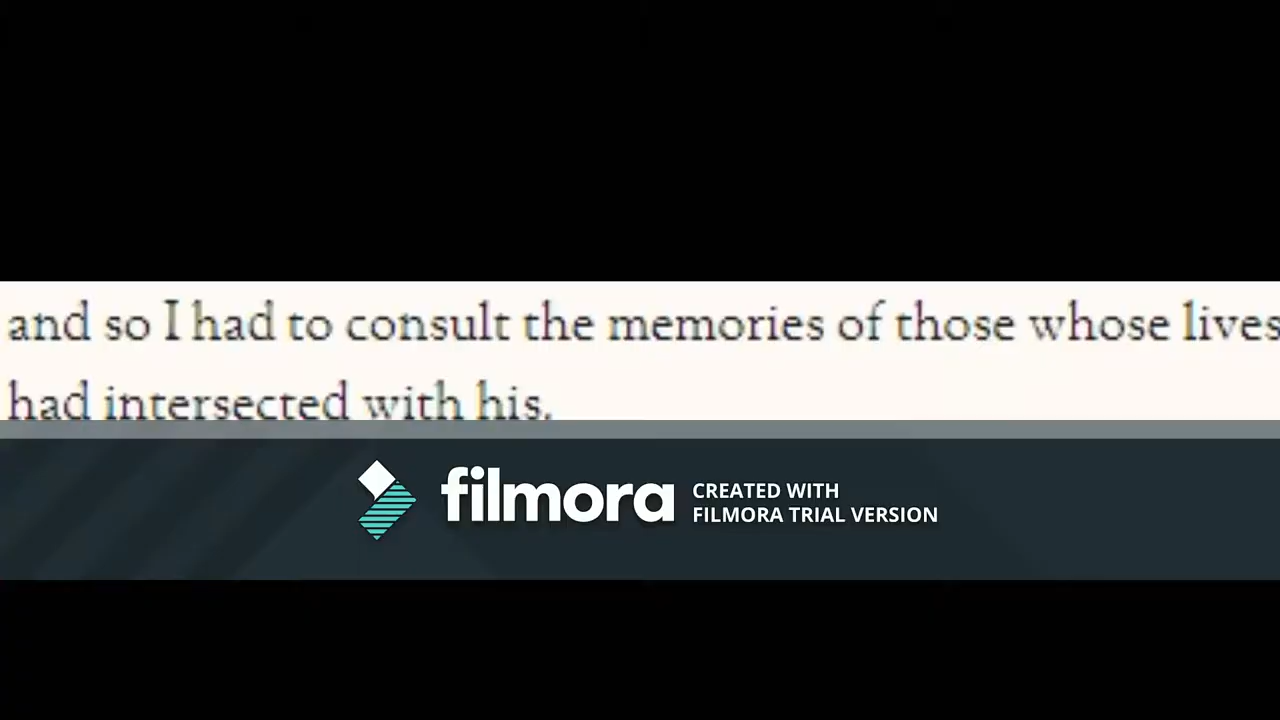 and so I had to consult the memories of those whose lives
had intersected with his.
filmora
CREATED WITH
FILMORA TRIAL VERSION